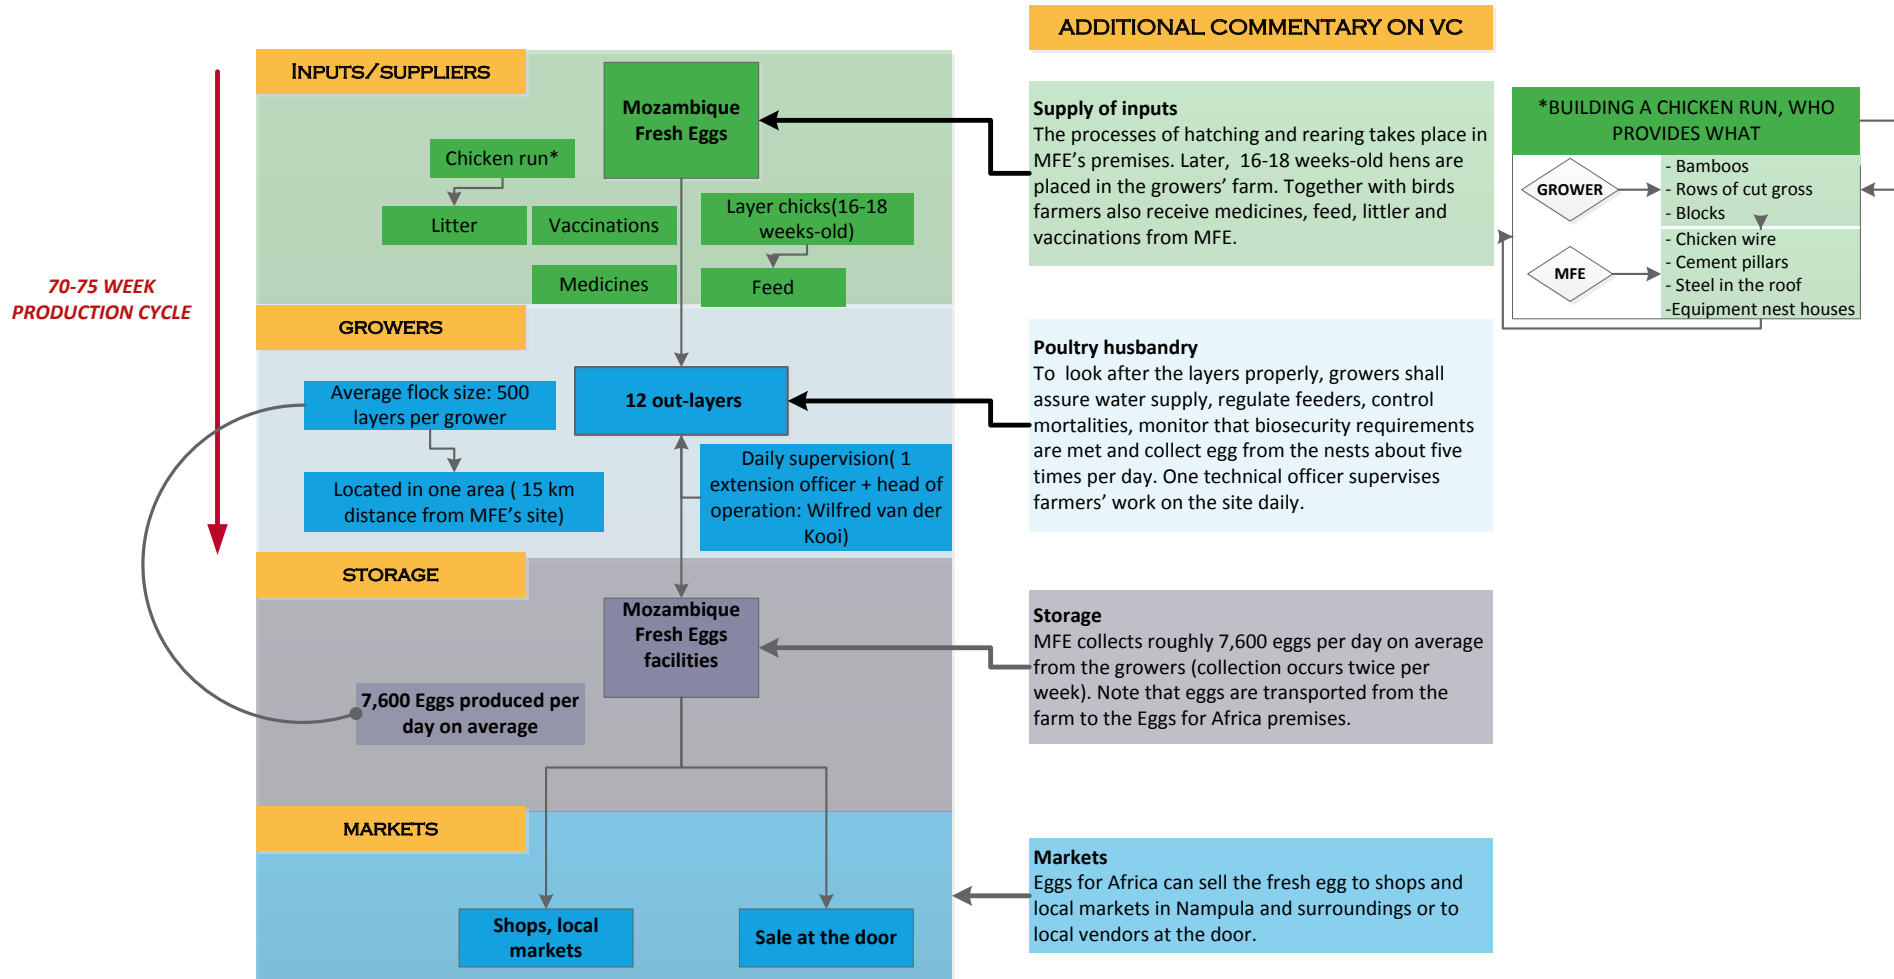 ADDITIONAL COMMENTARY ON VC
INPUTS/SUPPLIERS
Mozambique
Fresh Eggs
Chicken run*
Litter
Vaccinations
Layer chicks(16-18
weeks-old)
Medicines
Feed
70-75 WEEK
PRODUCTION CYCLE
GROWERS
Average flock size: 500
layers per grower
12 out-layers
Located in one area ( 15 km
distance from MFE's site)
Daily supervision( 1
extension officer + head of
operation: Wilfred van der
Kooi)
STORAGE
Mozambique
Fresh Eggs
facilities
7,600 Eggs produced per
day on average
MARKETS
Shops, local
markets
Sale at the door
Supply of inputs
The processes of hatching and rearing takes place in
MFE's premises. Later,  16-18 weeks-old hens are
placed in the growers' farm. Together with birds
farmers also receive medicines, feed, littler and
vaccinations from MFE.
Poultry husbandry
To  look after the layers properly, growers shall
assure water supply, regulate feeders, control
mortalities, monitor that biosecurity requirements
are met and collect egg from the nests about five
times per day. One technical officer supervises
farmers' work on the site daily.
Storage
MFE collects roughly 7,600 eggs per day on average
from the growers (collection occurs twice per
week). Note that eggs are transported from the
farm to the Eggs for Africa premises.
Markets
Eggs for Africa can sell the fresh egg to shops and
local markets in Nampula and surroundings or to
local vendors at the door.
*BUILDING A CHICKEN RUN, WHO
PROVIDES WHAT
GROWER
- Bamboos
- Rows of cut gross
- Blocks
MFE
- Chicken wire
- Cement pillars
- Steel in the roof
-Equipment nest houses